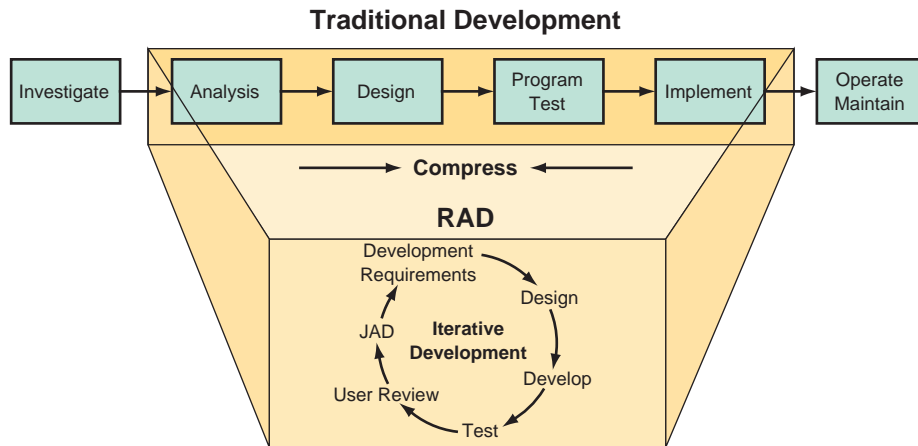 Traditional Development
Investigate
Analysis
Design
Program
Test
Implement
Operate
Maintain
Compress
RAD
Development
Requirements
Design
JAD
Iterative
Development
Develop
User Review
Test